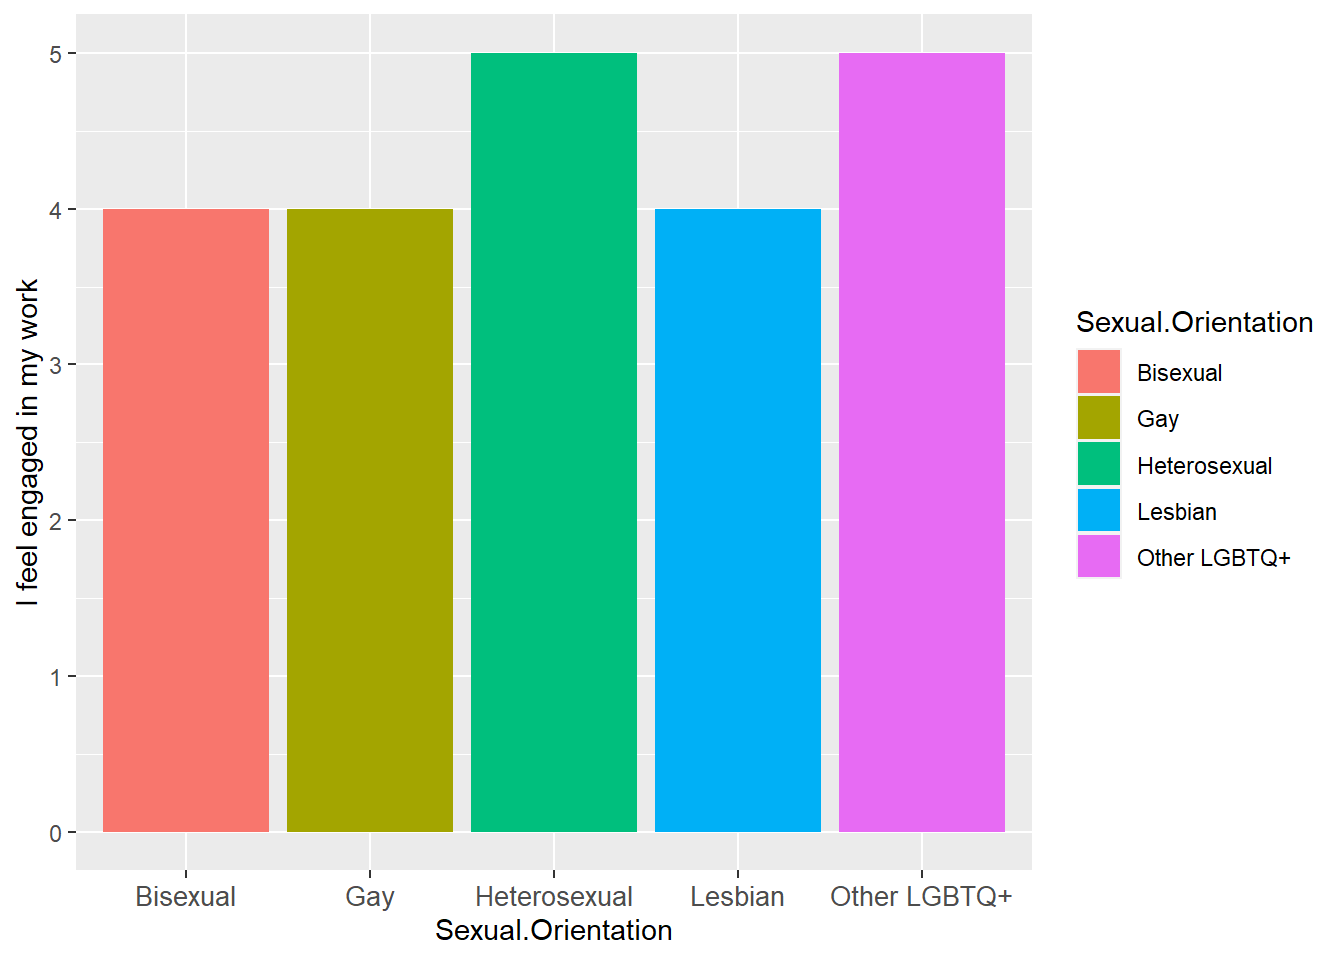 I feel engaged in my work
5
4
3
2
1
0
Bisexual Gay Heterosexual Lesbian Other LGBTQ+
Sexual.Orientation
Sexual.Orientation
Bisexual
Gay
Heterosexual
Lesbian
Other LGBTQ+